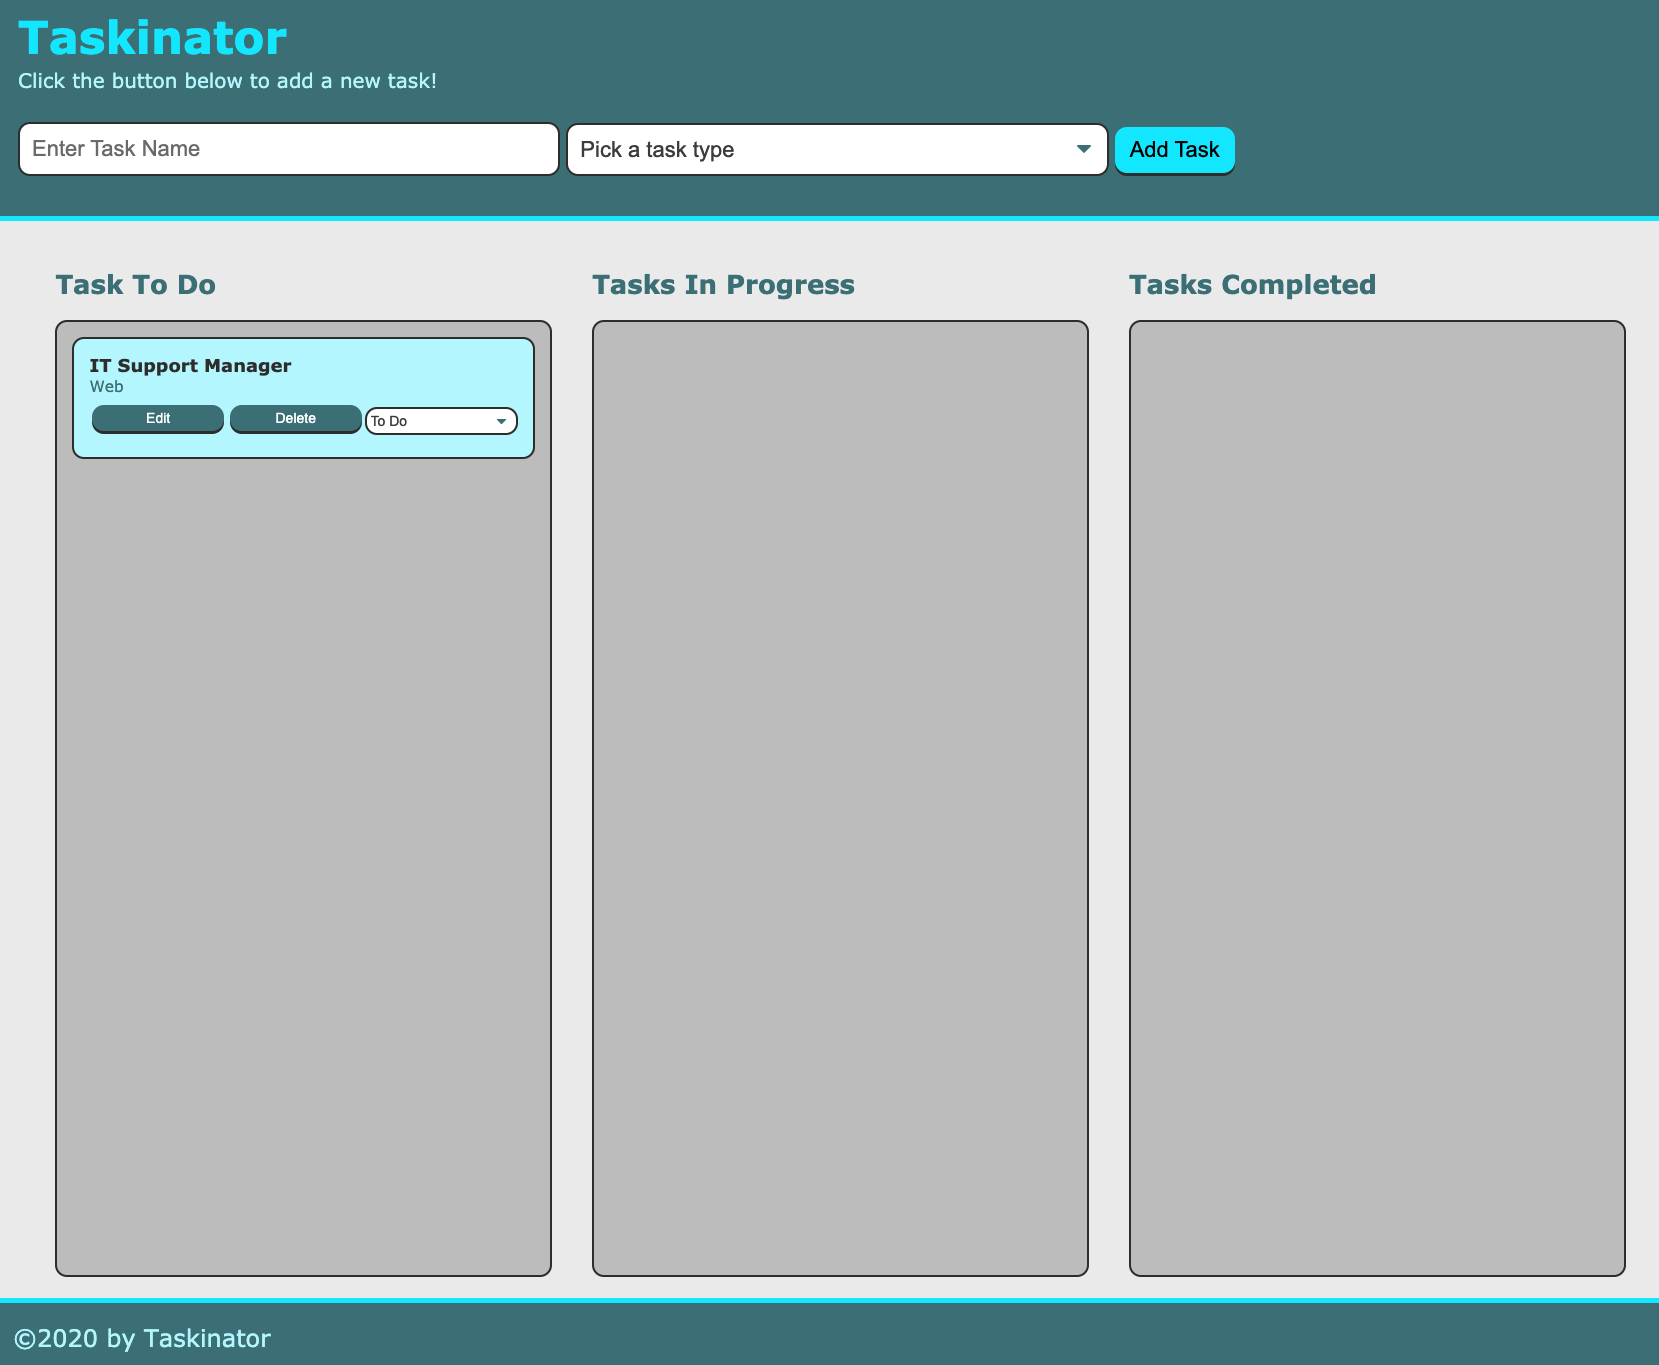 Taskinator
Click the button below to add a new task!
Enter Task Name
Pick a task type
Add Task
Task To Do
Tasks In Progress
Tasks Completed
IT Support Manager
Web
Edit
Delete
To Do
©2020 by Taskinator